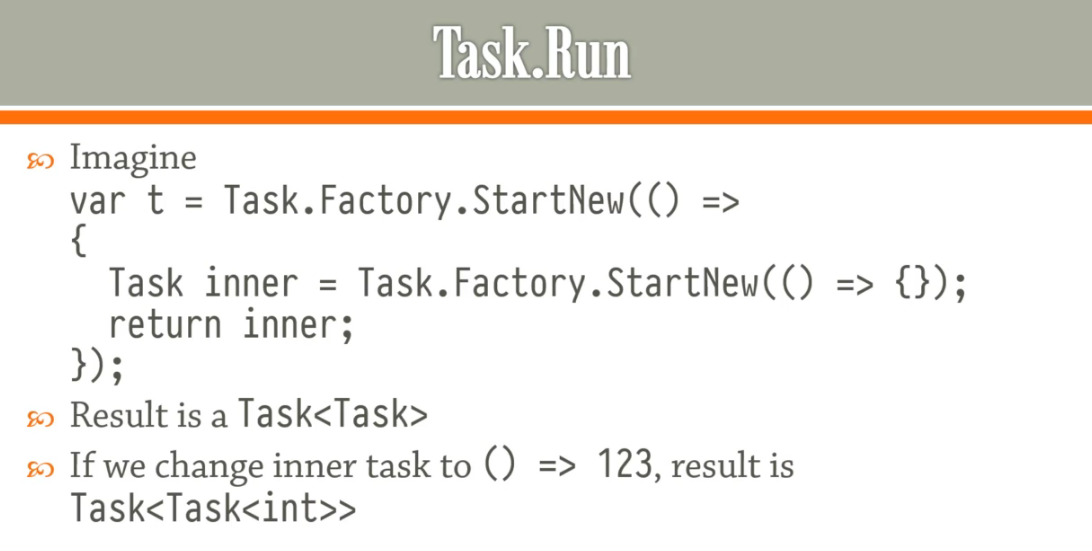 Task.Run
Imagine
var t = Task.Factory.StartNew(() =>
{
  Task inner = Task.Factory.StartNew(() => {});
  return inner;
});
Result is a Task<Task>
If we change inner task to () => 123, result is
Task<Task<int>>